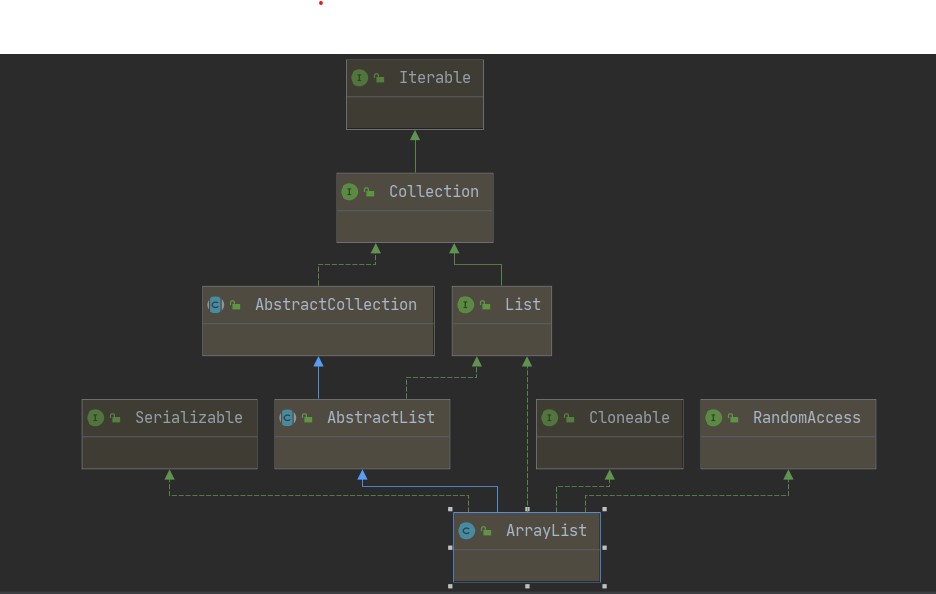 I Iterable
I Collection
C AbstractCollection
I List
I Serializable
C AbstractList
I Cloneable
I RandomAccess
C ArrayList